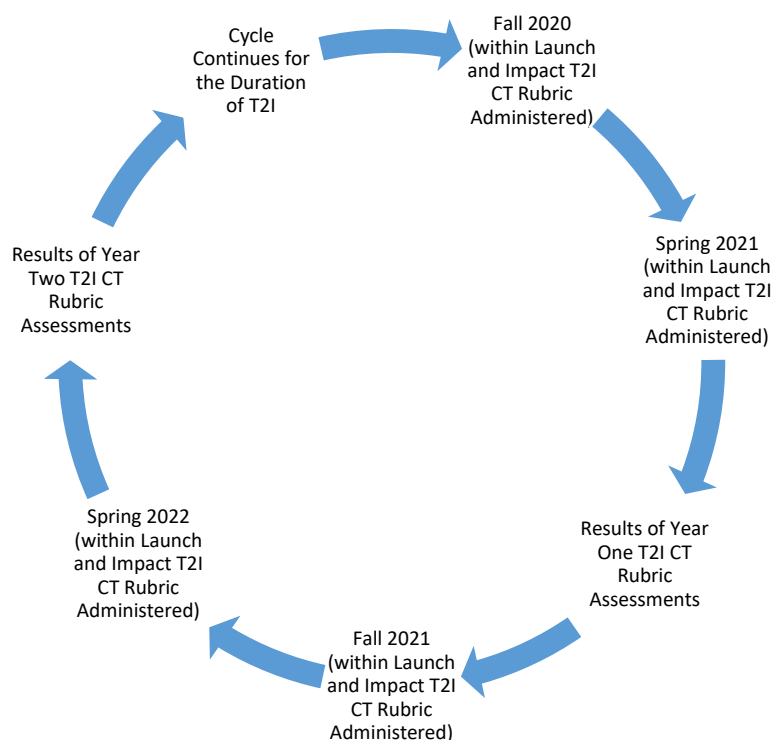 Cycle
Continues for
the Duration
of T2I
Fall 2020
(within Launch
and Impact T2I
CT Rubric
Administered)
Spring 2021
(within Launch
and Impact T2I
CT Rubric
Administered)
Results of Year
One T2I CT
Rubric
Assessments
Fall 2021
(within Launch
and Impact T2I
CT Rubric
Administered)
Spring 2022
(within Launch
and Impact T2I
CT Rubric
Administered)
Results of Year
Two T2I CT
Rubric
Assessments